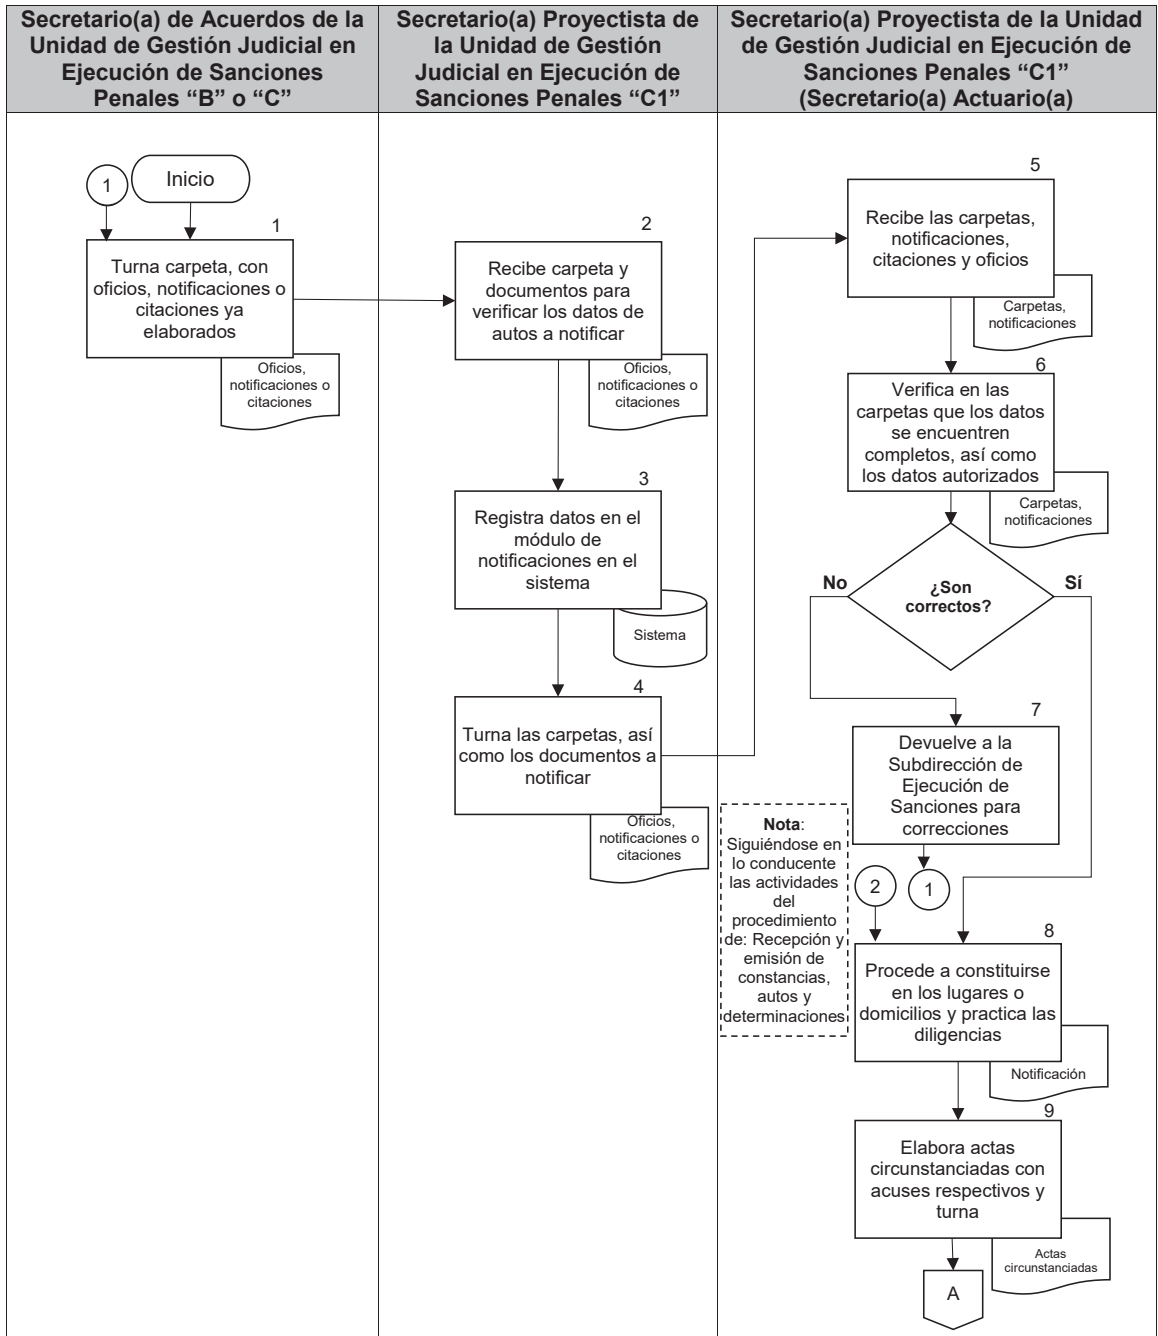 Secretario(a) de Acuerdos de la
Unidad de Gestión Judicial en
Ejecución de Sanciones
Penales “B” o “C”
Secretario(a) Proyectista de
la Unidad de Gestión
Judicial en Ejecución de
Sanciones Penales “C1”
Secretario(a) Proyectista de la Unidad
de Gestión Judicial en Ejecución de
Sanciones Penales “C1”
(Secretario(a) Actuario(a)
1
Inicio
1
Turna carpeta, con
oficios, notificaciones o
citaciones ya
elaborados
Oficios,
notificaciones o
citaciones
2
Recibe carpeta y
documentos para
verificar los datos de
autos a notificar
Oficios,
notificaciones o
citaciones
3
Registra datos en el
módulo de
notificaciones en el
sistema
Sistema
4
Turna las carpetas, así
como los documentos a
notificar
Oficios,
notificaciones o
citaciones
5
Recibe las carpetas,
notificaciones,
citaciones y oficios
Carpetas,
notificaciones
6
Verifica en las
carpetas que los datos
se encuentren
completos, así como
los datos autorizados
Carpetas,
notificaciones
No
¿Son
correctos?
Sí
7
Devuelve a la
Subdirección de
Ejecución de
Sanciones para
correcciones
Nota:
Siguiéndose en
lo conducente
las actividades
del
procedimiento
de: Recepción y
emisión de
constancias,
autos y
determinaciones
2
1
8
Procede a constituirse
en los lugares o
domicilios y practica las
diligencias
Notificación
9
Elabora actas
circunstanciadas con
acuses respectivos y
turna
Actas
circunstanciadas
A